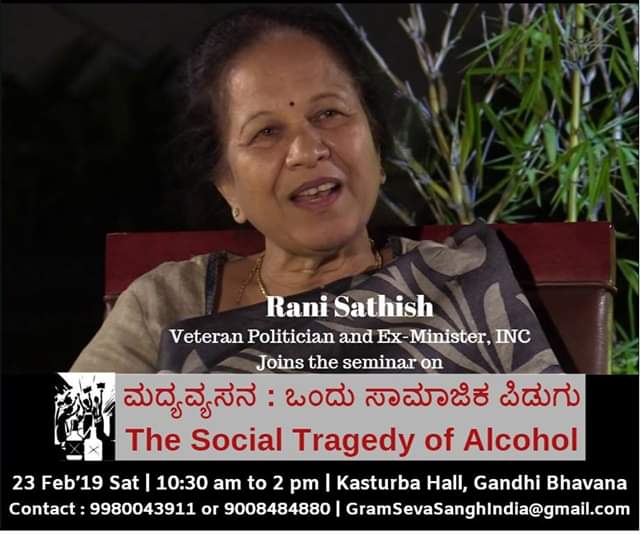 Rani Sathish
Veteran Politician and Ex-Minister, INC
Joins the seminar on
ಮದ್ಯವ್ಯಸನ : ಒಂದು ಸಾಮಾಜಿಕ ಪಿಡುಗು
The Social Tragedy of Alcohol
23 Feb'19 Sat | 10:30 am to 2 pm | Kasturba Hall, Gandhi Bhavana
Contact : 9980043911 or 9008484880 | GramSevaSanghIndia@gmail.com